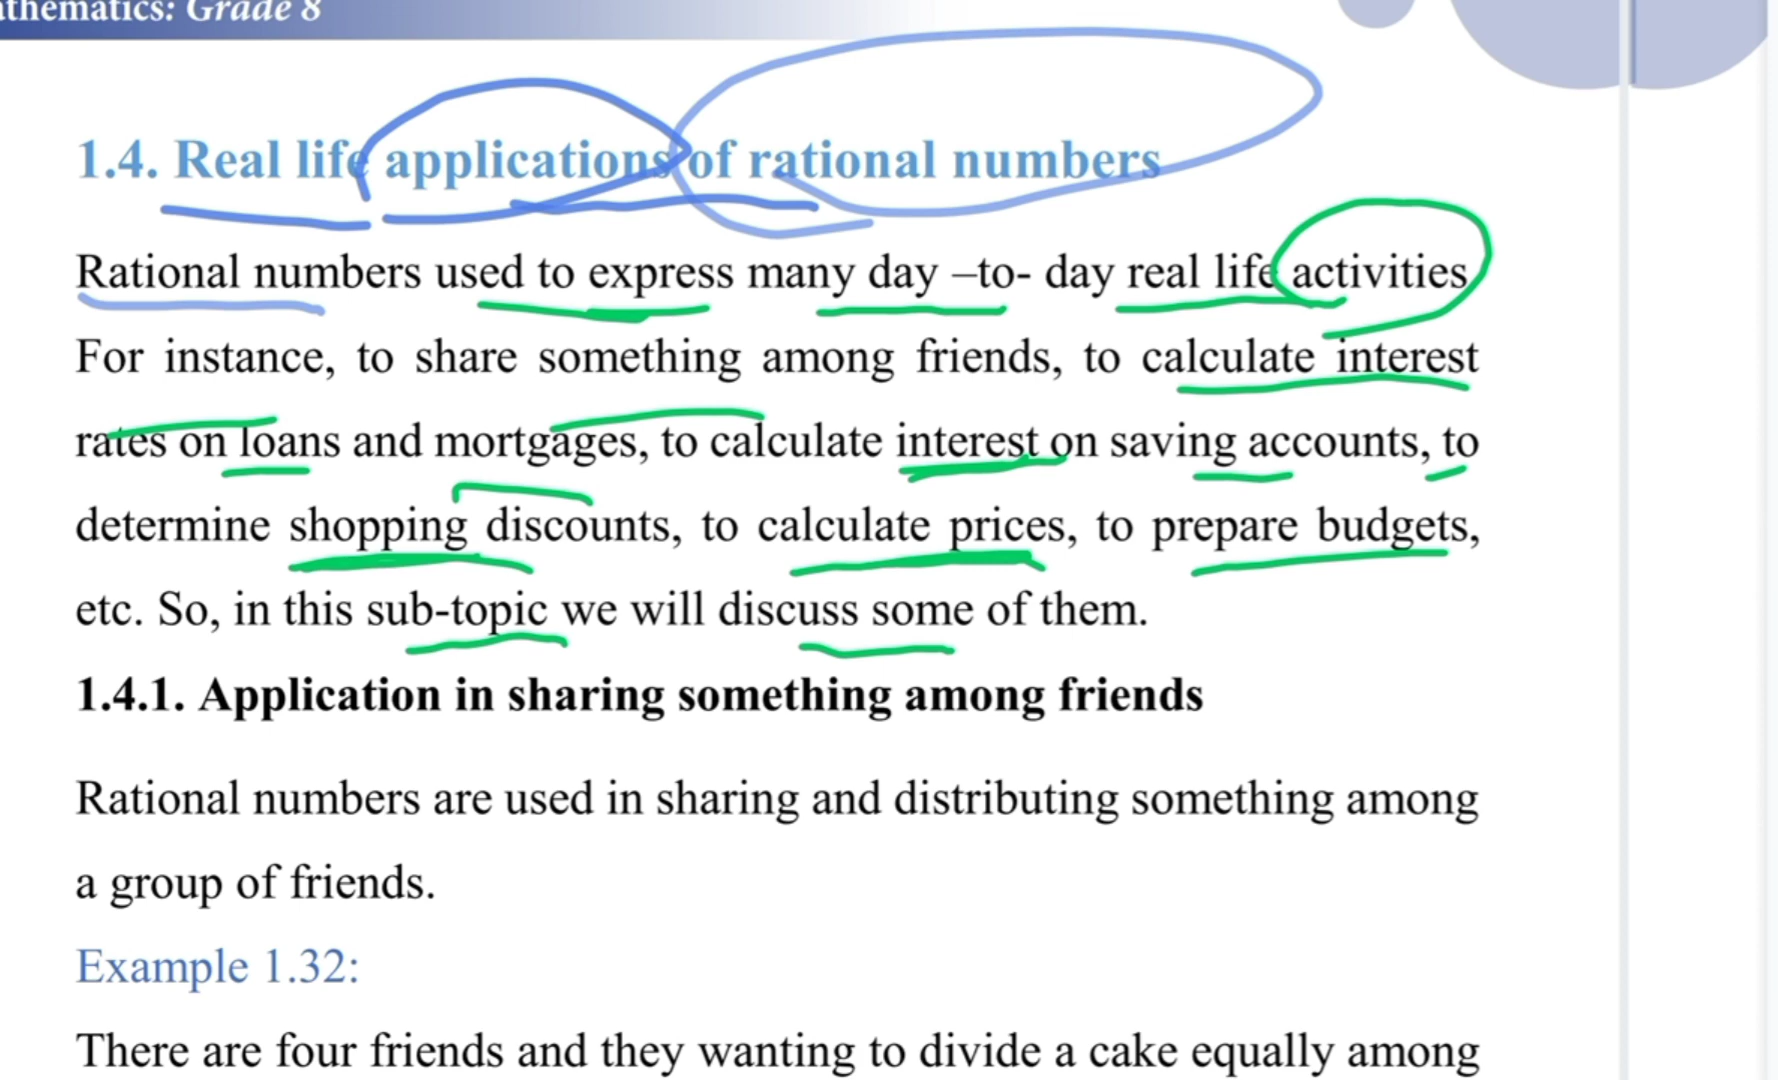 thematics: Grade 8
1.4. Real life applications of rational numbers
Rational numbers used to express many day –to- day real life activities
For instance, to share something among friends, to calculate interest
rates on loans and mortgages, to calculate interest on saving accounts, to
determine shopping discounts, to calculate prices, to prepare budgets,
etc. So, in this sub-topic we will discuss some of them.
1.4.1. Application in sharing something among friends
Rational numbers are used in sharing and distributing something among
a group of friends.
Example 1.32:
There are four friends and they wanting to divide a cake equally among